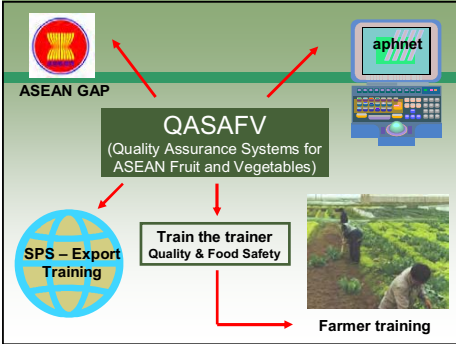 aphnet
ASEAN GAP
QASAFV
(Quality Assurance Systems for
ASEAN Fruit and Vegetables)
SPS – Export
Training
Train the trainer
Quality & Food Safety
Farmer training